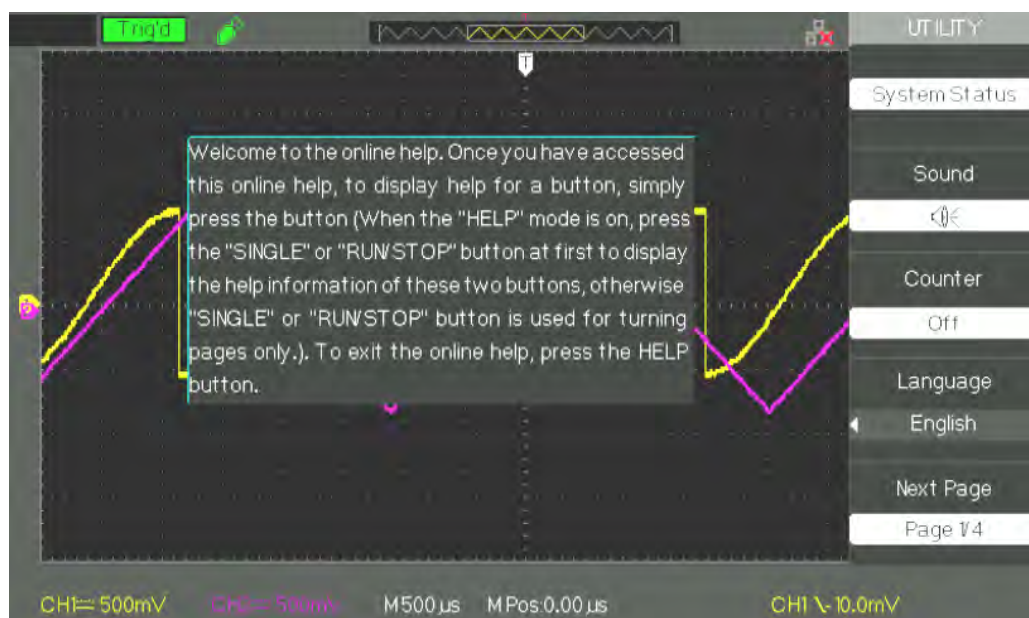 Trig'd
T
UTILITY
System Status
Welcome to the online help. Once you have accessed
this online help, to display help for a button, simply
press the button (When the "HELP" mode is on, press
the "SINGLE" or "RUN/STOP" button at first to display
the help information of these two buttons, otherwise
"SINGLE" or "RUN/STOP" button is used for turning
pages only.). To exit the online help, press the HELP
button.
Sound
Counter
Off
Language
English
Next Page
Page 1/4
CH1 500mV CH2 500mV M500µs MPos:0.00µs CH1 -10.0mV